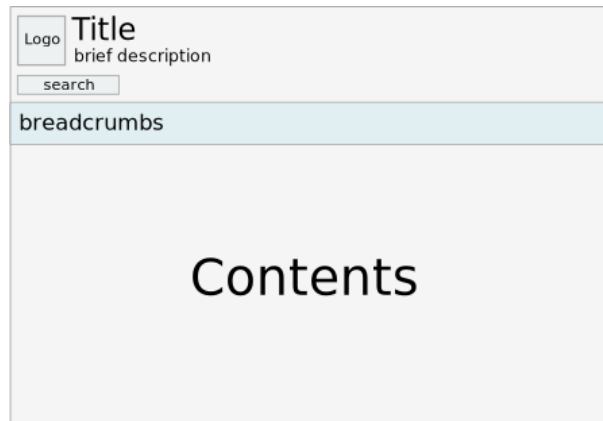 Logo
Title
brief description
search
breadcrumbs
Contents